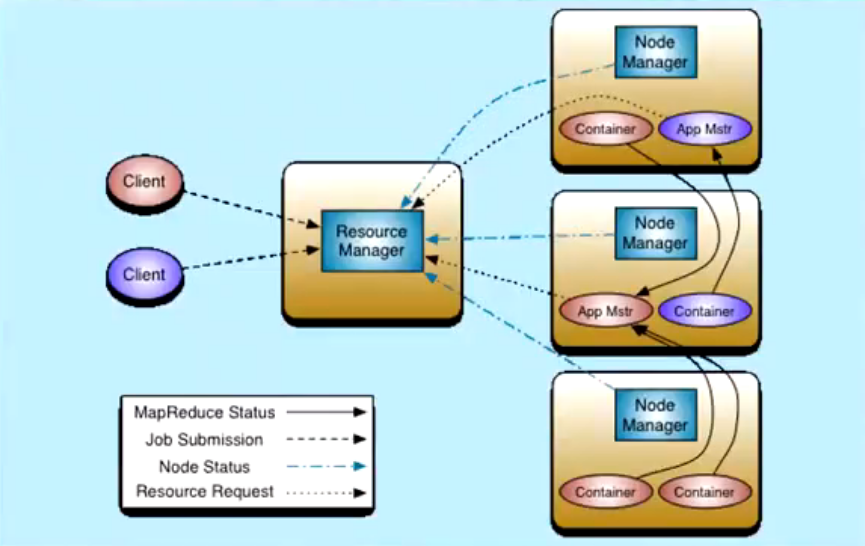 Client
Client
Resource
Manager
Node
Manager
Container
App Mstr
Node
Manager
App Mstr
Container
Node
Manager
Container
Container
MapReduce Status
Job Submission
Node Status
Resource Request